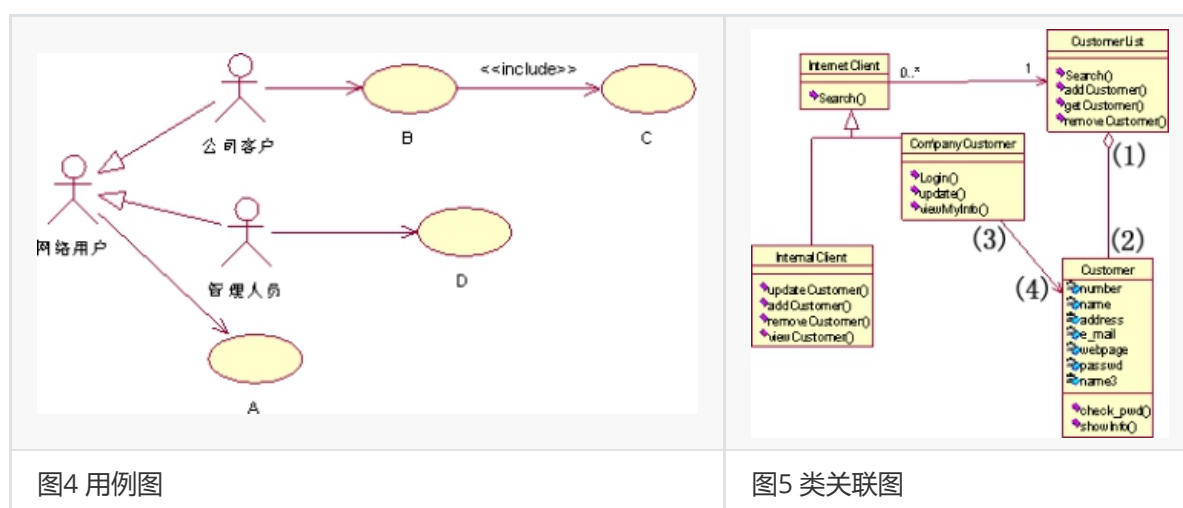 <<include>>
公司客户
B
C
网络用户
管理人员
D
A
图4 用例图
CustomerList
Search()
addCustomer()
getCustomer()
removeCustomer()
InternetClient
Search()
0..*
1
(1)
CompanyCustomer
Login()
update()
viewMyInfo()
(3)
(2)
(4)
InternalClient
updateCustomer()
addCustomer()
removeCustomer()
viewCustomer()
Customer
number
name
address
e_mail
webpage
passwd
name3
check_pwd()
showInfo()
图5 类关联图